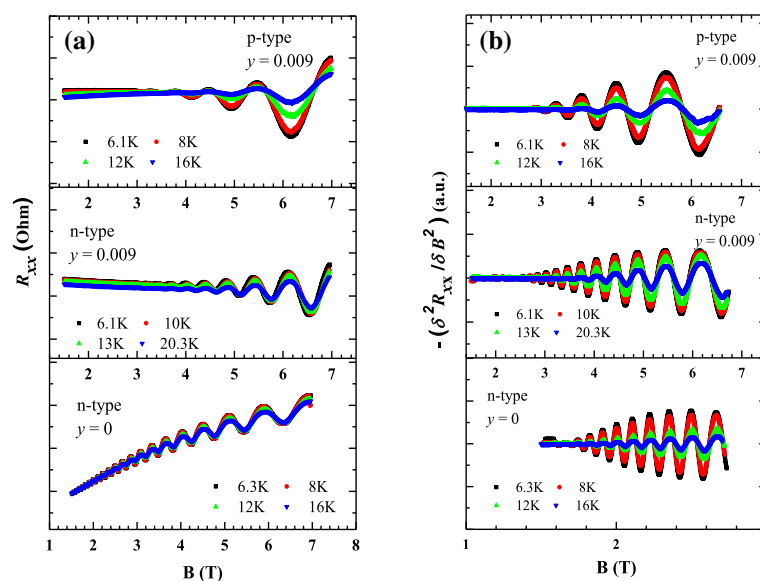 (a)
p-type
y = 0.009
6.1K 8K
12K 16K
2 3 4 5 6 7
n-type
y = 0.009
6.1K 10K
13K 20.3K
2 3 4 5 6 7
n-type
y = 0
6.3K 8K
12K 16K
1 2 3 4 5 6 7 8
B (T)
R_xx (Ohm)
(b)
p-type
y = 0.009
6.1K 8K
12K 16K
1 2 3 4 5 6 7
n-type
y = 0.009
6.1K 10K
13K 20.3K
1 2 3 4 5 6 7
n-type
y = 0
6.3K 8K
12K 16K
1 2
B (T)
- (δ²R_xx /δB²) (a.u.)